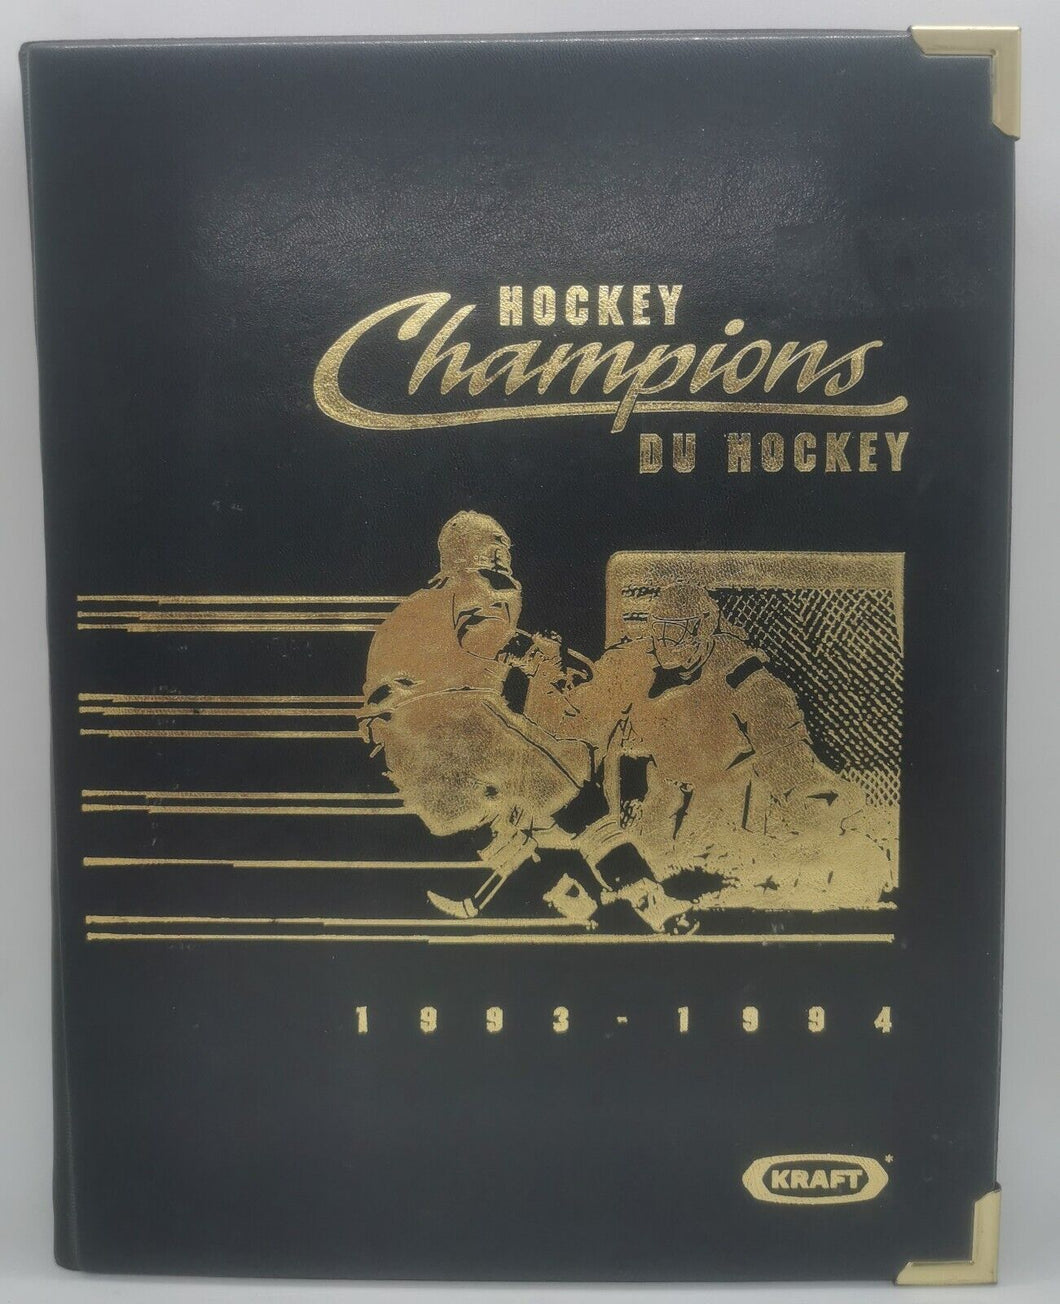 HOCKEY
Champions
DU HOCKEY
1993-1994
KRAFT*